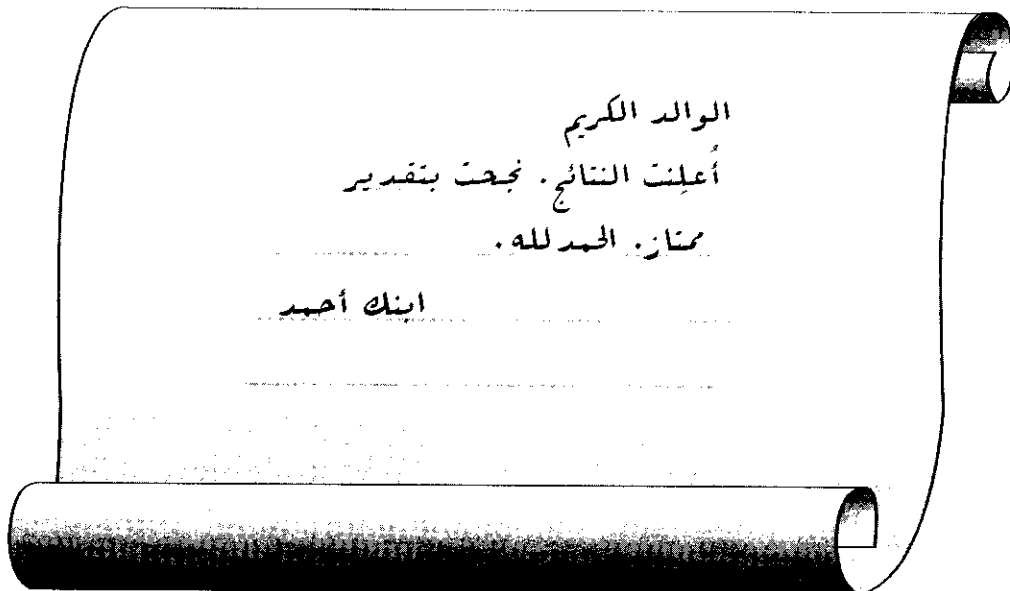 الوالد الكريم
أُعلِنت النتائج. نجحت بتقدير
ممتاز. الحمد لله.
ابنك أحمد